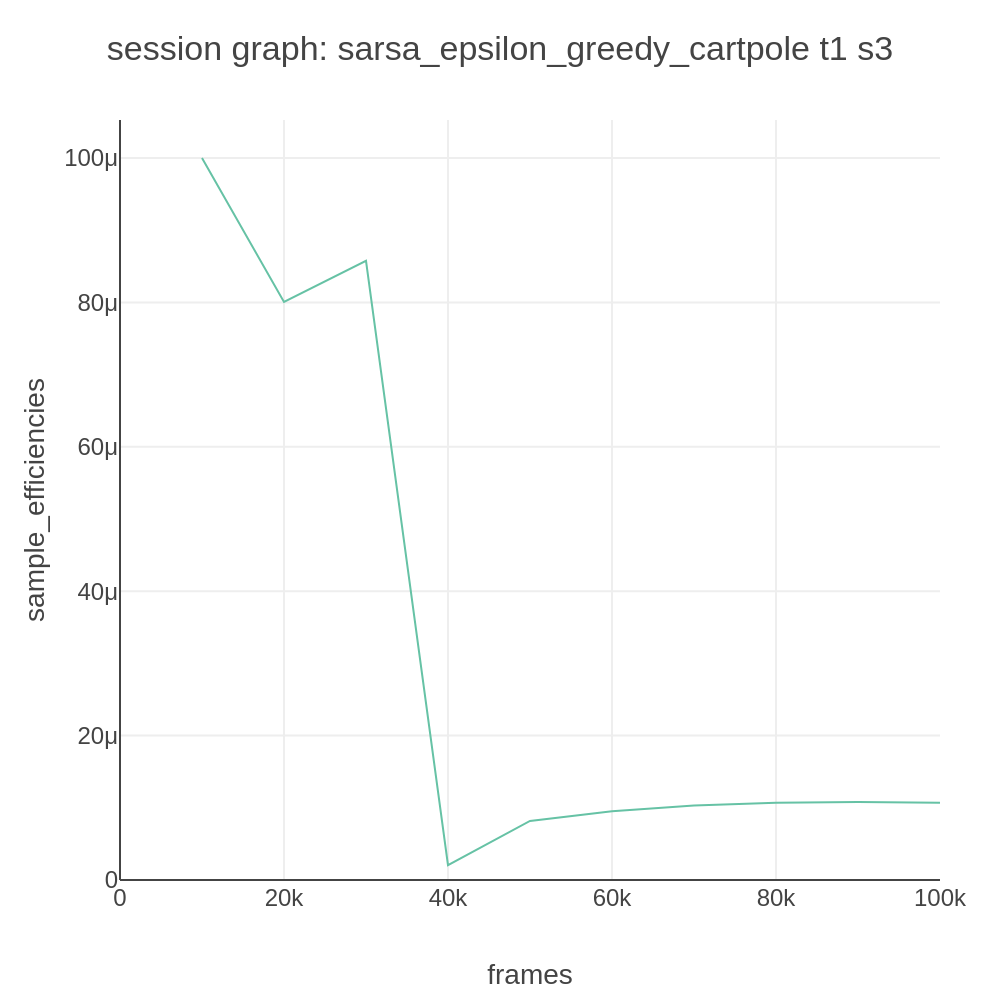 session graph: sarsa_epsilon_greedy_cartpole t1 s3
sample_efficiencies
100μ
80μ
60μ
40μ
20μ
0
0 20k 40k 60k 80k 100k
frames